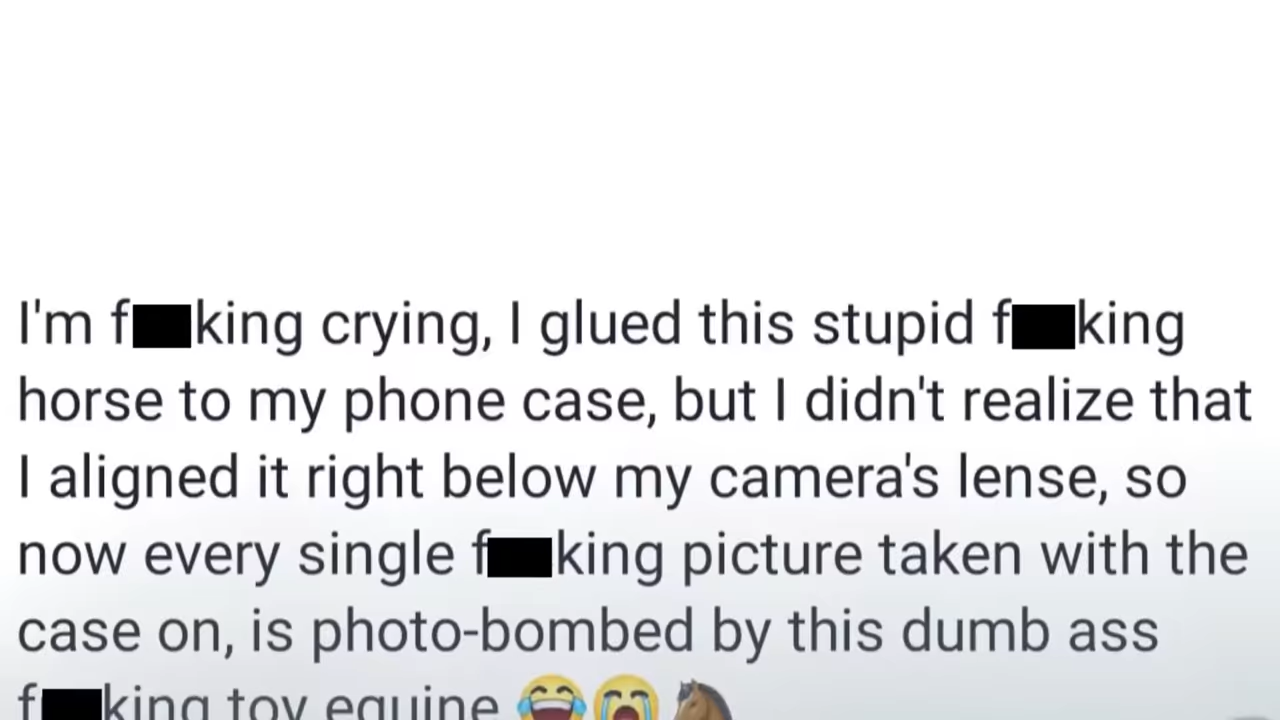 I'm f██king crying, I glued this stupid f██king
horse to my phone case, but I didn't realize that
I aligned it right below my camera's lense, so
now every single f██king picture taken with the
case on, is photo-bombed by this dumb ass
f██king toy equine 😂😭🐴